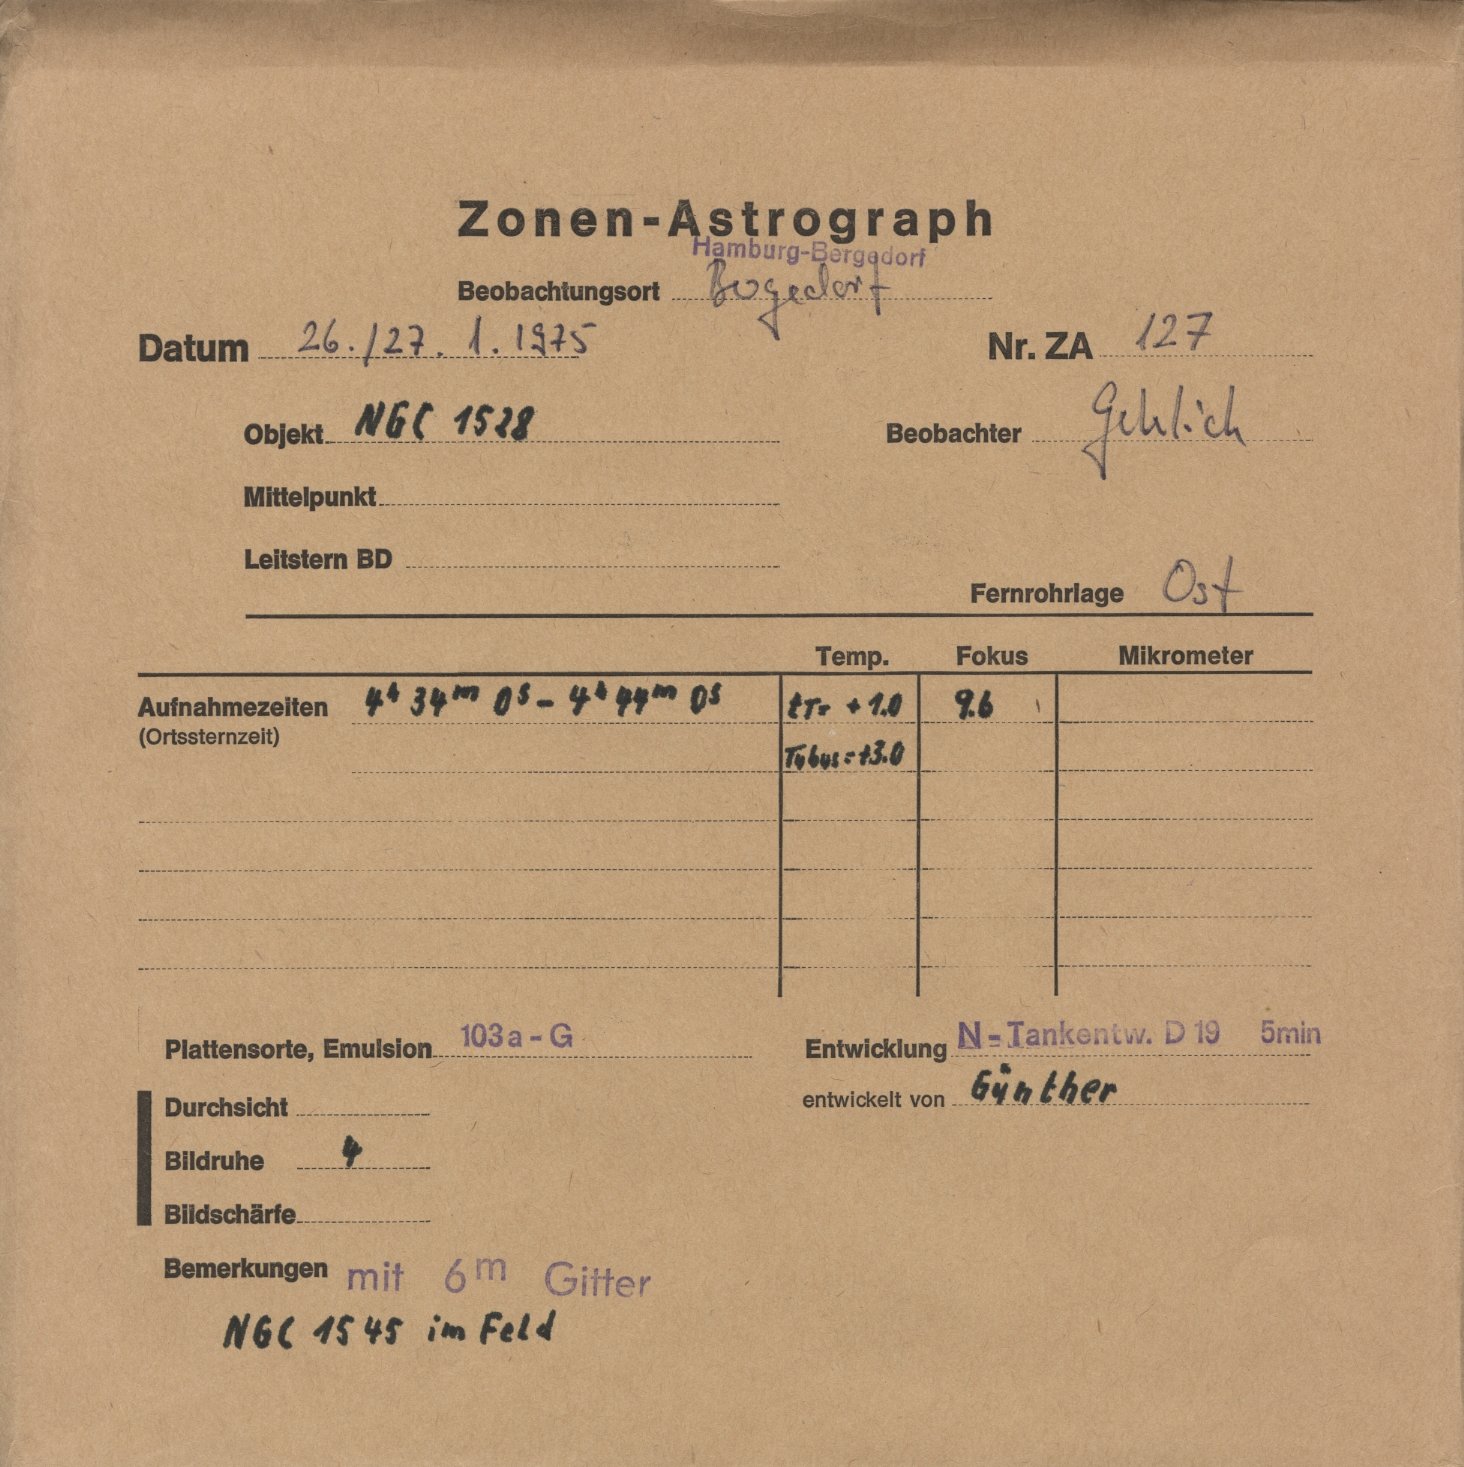 Zonen-Astrograph
Hamburg-Bergedorf
Beobachtungsort Bergedorf
Datum 26./27. 1. 1975 Nr. ZA 127
Objekt NGC 1528 Beobachter Gehlich
Mittelpunkt
Leitstern BD
Fernrohrlage Ost
Temp. Fokus Mikrometer
Aufnahmezeiten 4h 34m 0s - 4h 44m 0s tTr + 1.0 9.6
(Ortssternzeit)
Tubus = +3.0
Plattensorte, Emulsion 103a-G Entwicklung N-Tankentw. D 19 5min
entwickelt von Günther
Durchsicht
Bildruhe 4
Bildschärfe
Bemerkungen mit 6m Gitter
NGC 1545 im Feld